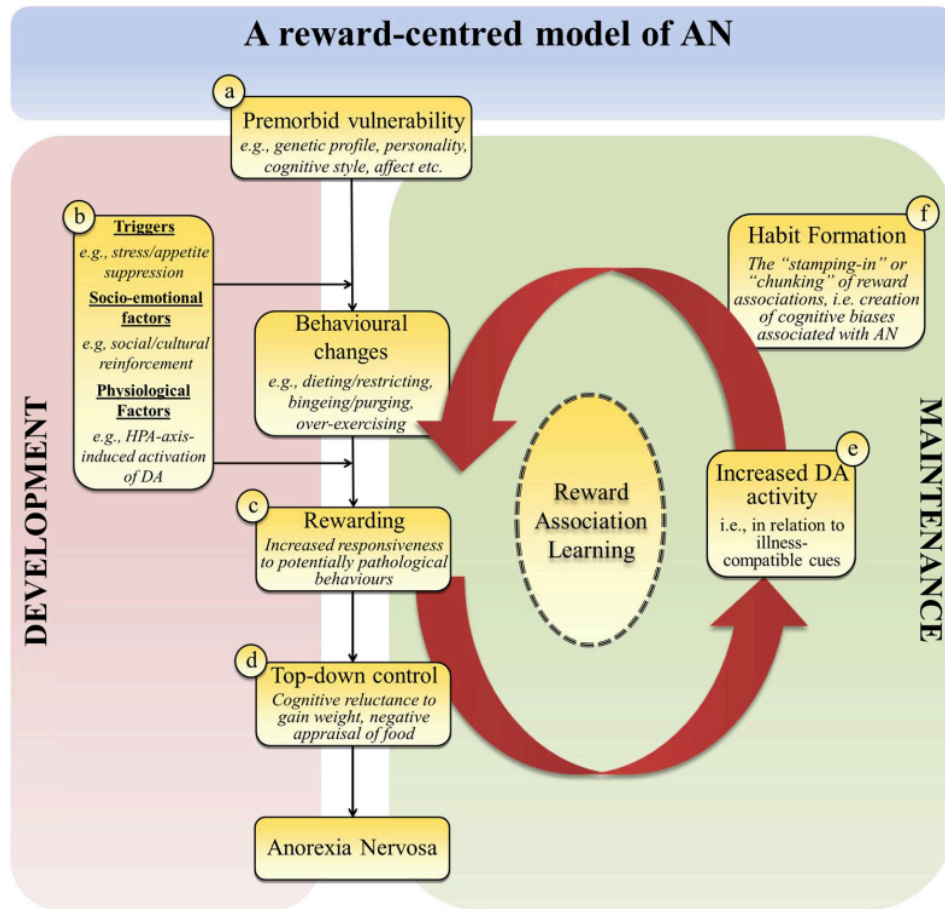 A reward-centred model of AN
a
Premorbid vulnerability
e.g., genetic profile, personality,
cognitive style, affect etc.
b
Triggers
e.g., stress/appetite
suppression
Socio-emotional
factors
e.g, social/cultural
reinforcement
Physiological
Factors
e.g., HPA-axis-
induced activation
of DA
Behavioural
changes
e.g., dieting/restricting,
bingeing/purging,
over-exercising
c
Rewarding
Increased responsiveness
to potentially pathological
behaviours
d
Top-down control
Cognitive reluctance to
gain weight, negative
appraisal of food
Anorexia Nervosa
DEVELOPMENT
Reward
Association
Learning
e
Increased DA
activity
i.e., in relation to
illness-
compatible cues
f
Habit Formation
The “stamping-in” or
“chunking” of reward
associations, i.e. creation
of cognitive biases
associated with AN
MAINTENANCE